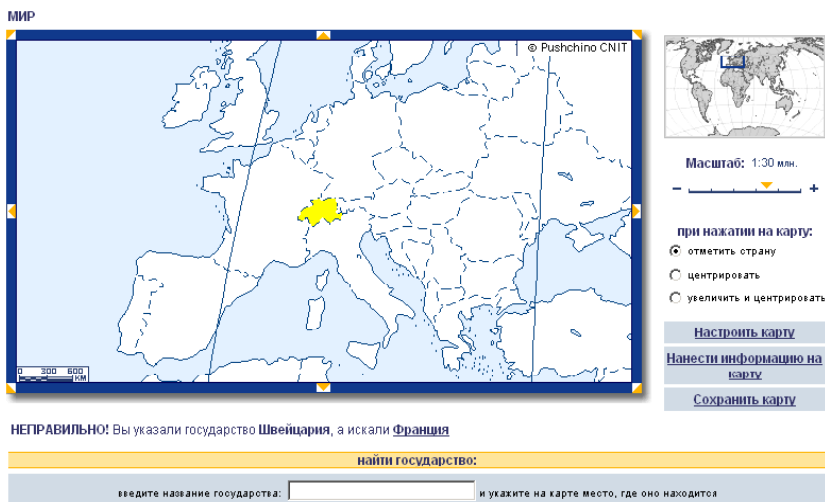 МИР
© Pushchino CNIT
0 300 600
KM
Масштаб: 1:30 млн.
при нажатии на карту:
отметить страну
центрировать
увеличить и центрировать
Настроить карту
Нанести информацию на
карту
Сохранить карту
НЕПРАВИЛЬНО! Вы указали государство Швейцария, а искали Франция
найти государство:
введите название государства: и укажите на карте место, где оно находится